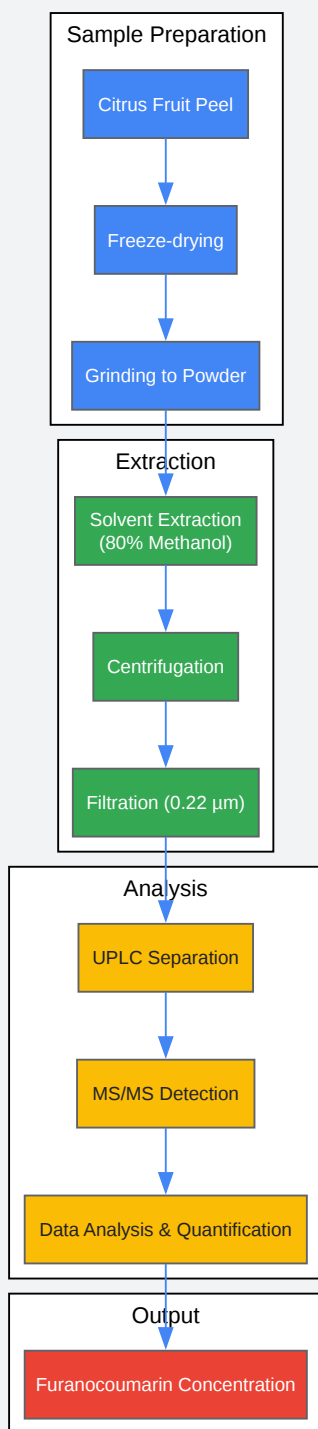 Sample Preparation
Citrus Fruit Peel
Freeze-drying
Grinding to Powder
Extraction
Solvent Extraction
(80% Methanol)
Centrifugation
Filtration (0.22 µm)
Analysis
UPLC Separation
MS/MS Detection
Data Analysis & Quantification
Output
Furanocoumarin Concentration